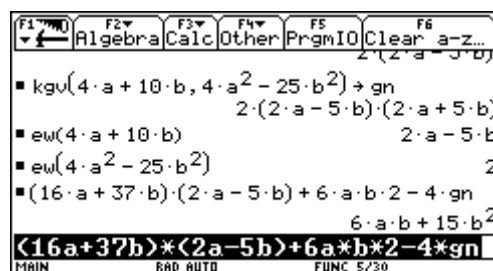 F1 F2 F3 F4 F5 F6
Algebra Calc Other PrgmIO Clear a-z…
2·(2·a - 5·b)
kgv(4·a + 10·b, 4·a² - 25·b²) → gn
2·(2·a - 5·b)·(2·a + 5·b)
ew(4·a + 10·b) 2·a - 5·b
ew(4·a² - 25·b²) 2
(16·a + 37·b)·(2·a - 5·b) + 6·a·b·2 - 4·gn
6·a·b + 15·b²
(16a+37b)*(2a-5b)+6a*b*2-4*gn
MAIN RAD AUTO FUNC 5/30